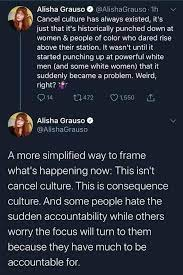 Alisha Grauso @AlishaGrauso · 1h
Cancel culture has always existed, it's
just that it's historically punched down at
women & people of color who dared rise
above their station. It wasn't until it
started punching up at powerful white
men (and some white women) that it
suddenly became a problem. Weird,
right?
14 472 1,650
Alisha Grauso
@AlishaGrauso
A more simplified way to frame
what's happening now: This isn't
cancel culture. This is consequence
culture. And some people hate the
sudden accountability while others
worry the focus will turn to them
because they have much to be
accountable for.